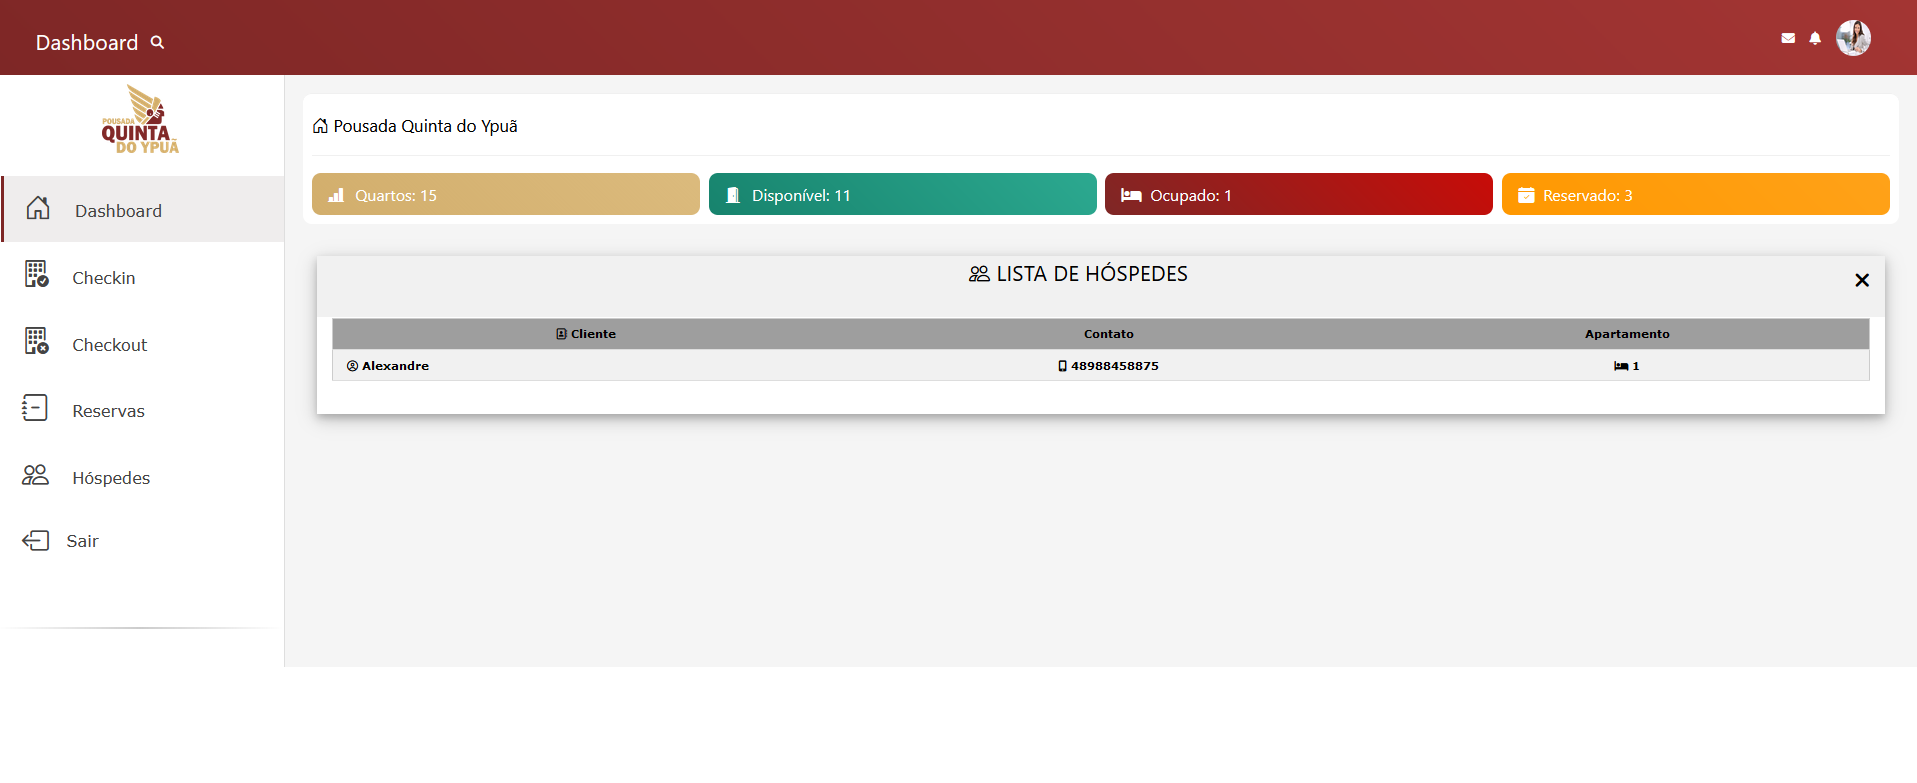 Dashboard
POUSADA
QUINTA
DO YPUÃ
Dashboard
Checkin
Checkout
Reservas
Hóspedes
Sair
Pousada Quinta do Ypuã
Quartos: 15
Disponível: 11
Ocupado: 1
Reservado: 3
LISTA DE HÓSPEDES
Cliente Contato Apartamento
Alexandre 48988458875 1